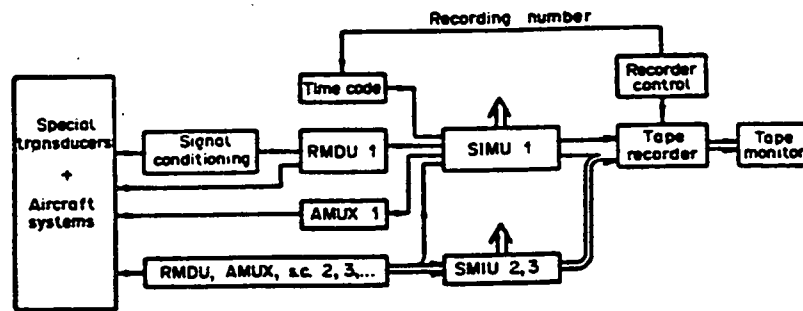 Recording number
Time code
Recorder
control
Special
transducers
+
Aircraft
systems
Signal
conditioning
RMDU 1
SIMU 1
Tape
recorder
Tape
monitor
AMUX 1
RMDU, AMUX, s.c. 2, 3,...
SMIU 2,3